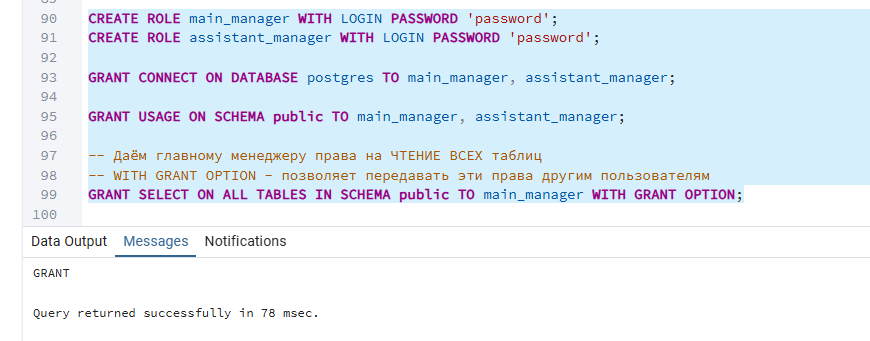 90 CREATE ROLE main_manager WITH LOGIN PASSWORD 'password';
91 CREATE ROLE assistant_manager WITH LOGIN PASSWORD 'password';
92
93 GRANT CONNECT ON DATABASE postgres TO main_manager, assistant_manager;
94
95 GRANT USAGE ON SCHEMA public TO main_manager, assistant_manager;
96
97 -- Даём главному менеджеру права на ЧТЕНИЕ ВСЕХ таблиц
98 -- WITH GRANT OPTION - позволяет передавать эти права другим пользователям
99 GRANT SELECT ON ALL TABLES IN SCHEMA public TO main_manager WITH GRANT OPTION;
100
Data Output Messages Notifications
GRANT
Query returned successfully in 78 msec.